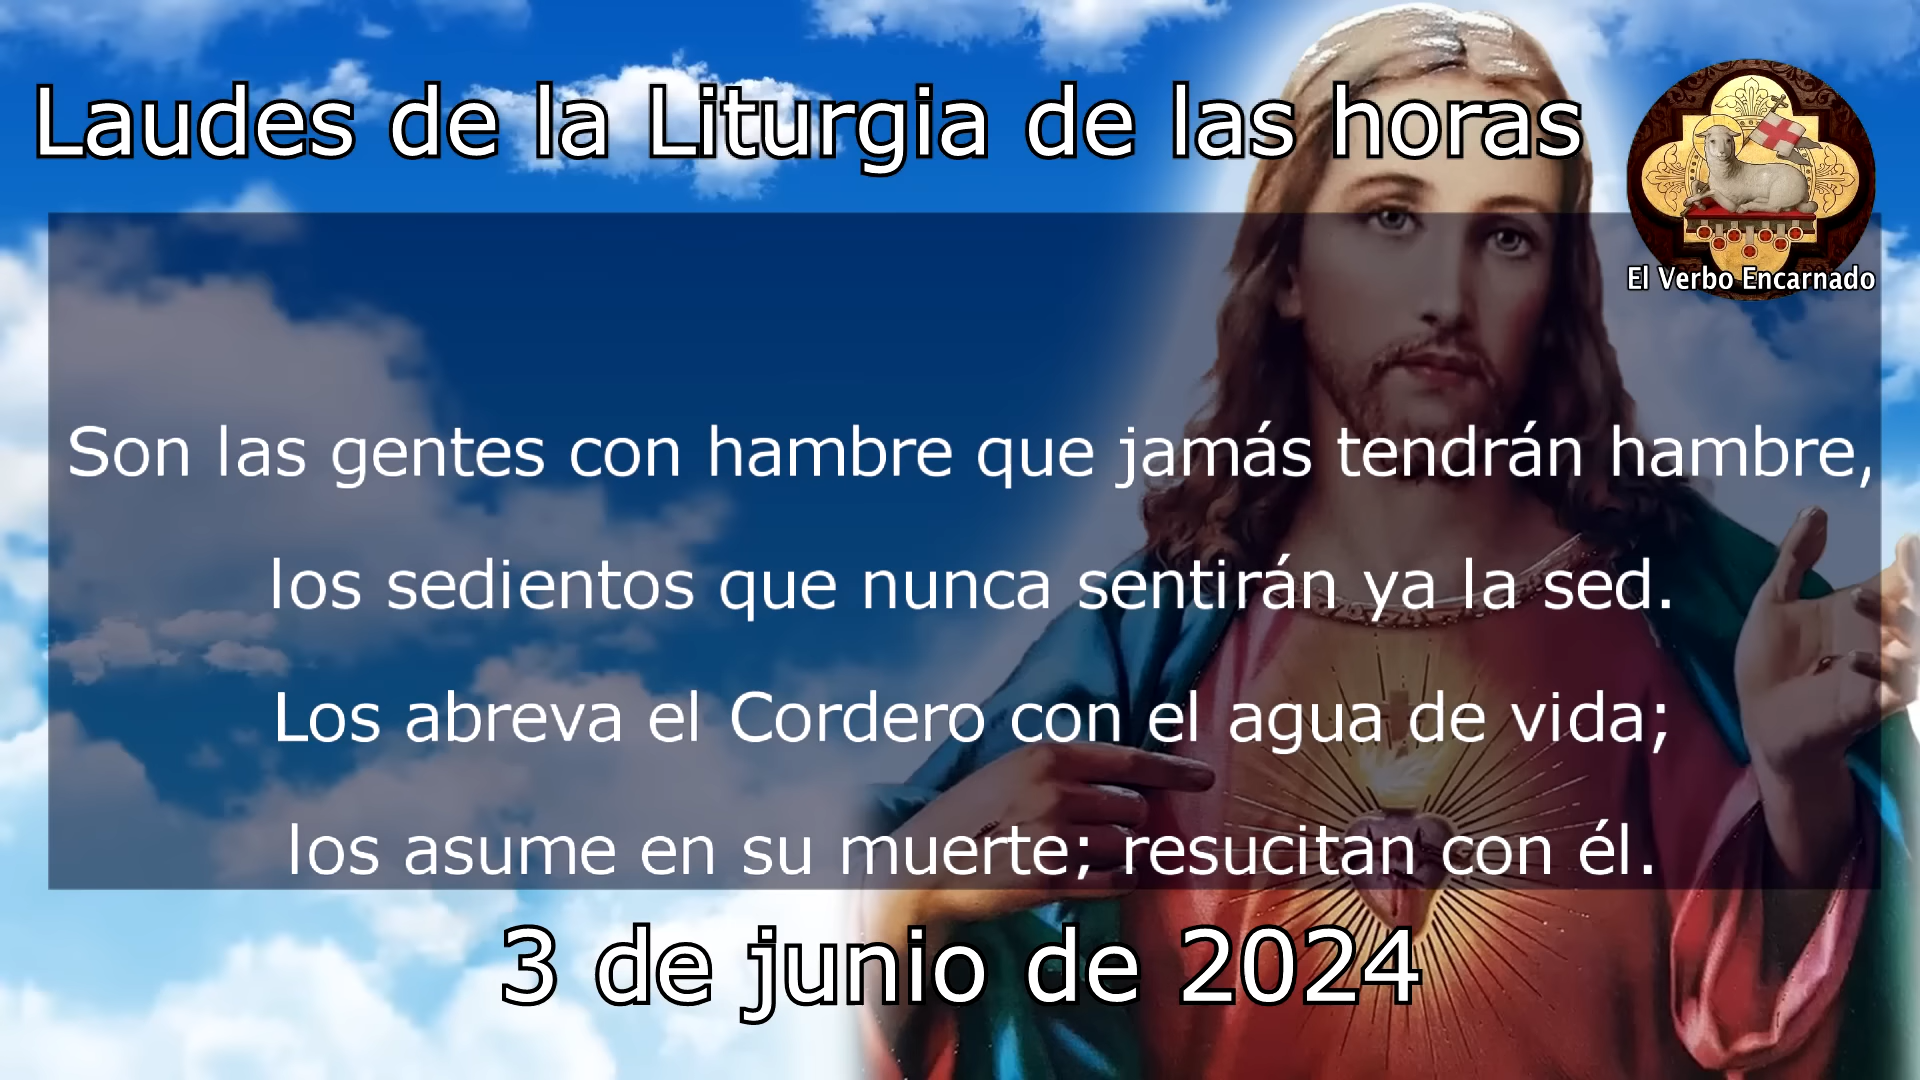 Laudes de la Liturgia de las horas
El Verbo Encarnado
Son las gentes con hambre que jamás tendrán hambre,
los sedientos que nunca sentirán ya la sed.
Los abreva el Cordero con el agua de vida;
los asume en su muerte; resucitan con él.
3 de junio de 2024